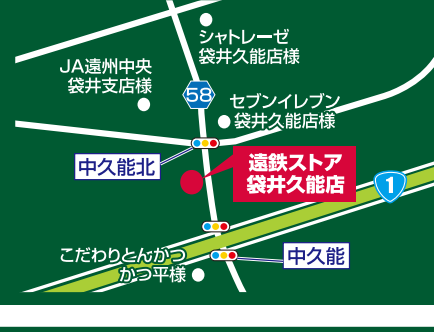 シャトレーゼ
袋井久能店様
JA遠州中央
袋井支店様
58
セブンイレブン
袋井久能店様
中久能北
遠鉄ストア
袋井久能店
1
こだわりとんかつ
かつ平様
中久能